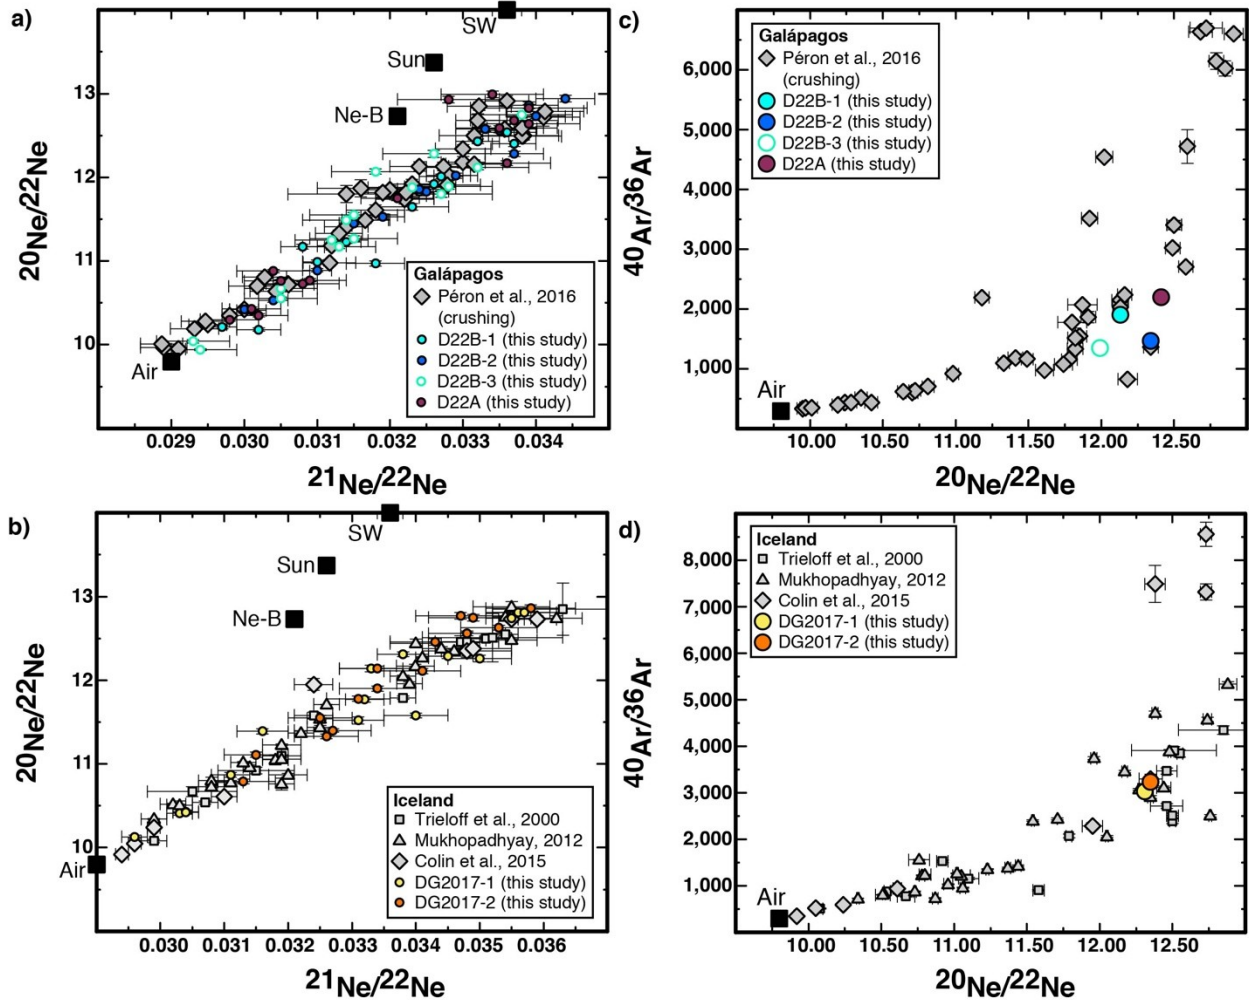 a)
SW
Sun
Ne-B
Air
13
12
11
10
20Ne/22Ne
0.029 0.030 0.031 0.032 0.033 0.034
21Ne/22Ne
Galápagos
Péron et al., 2016
(crushing)
D22B-1 (this study)
D22B-2 (this study)
D22B-3 (this study)
D22A (this study)
c)
Galápagos
Péron et al., 2016
(crushing)
D22B-1 (this study)
D22B-2 (this study)
D22B-3 (this study)
D22A (this study)
6,000
5,000
4,000
3,000
2,000
1,000
40Ar/36Ar
Air
10.00 10.50 11.00 11.50 12.00 12.50
20Ne/22Ne
b)
SW
Sun
Ne-B
Air
13
12
11
10
20Ne/22Ne
0.030 0.031 0.032 0.033 0.034 0.035 0.036
21Ne/22Ne
Iceland
Trieloff et al., 2000
Mukhopadhyay, 2012
Colin et al., 2015
DG2017-1 (this study)
DG2017-2 (this study)
d)
Iceland
Trieloff et al., 2000
Mukhopadhyay, 2012
Colin et al., 2015
DG2017-1 (this study)
DG2017-2 (this study)
8,000
7,000
6,000
5,000
4,000
3,000
2,000
1,000
40Ar/36Ar
Air
10.00 10.50 11.00 11.50 12.00 12.50
20Ne/22Ne